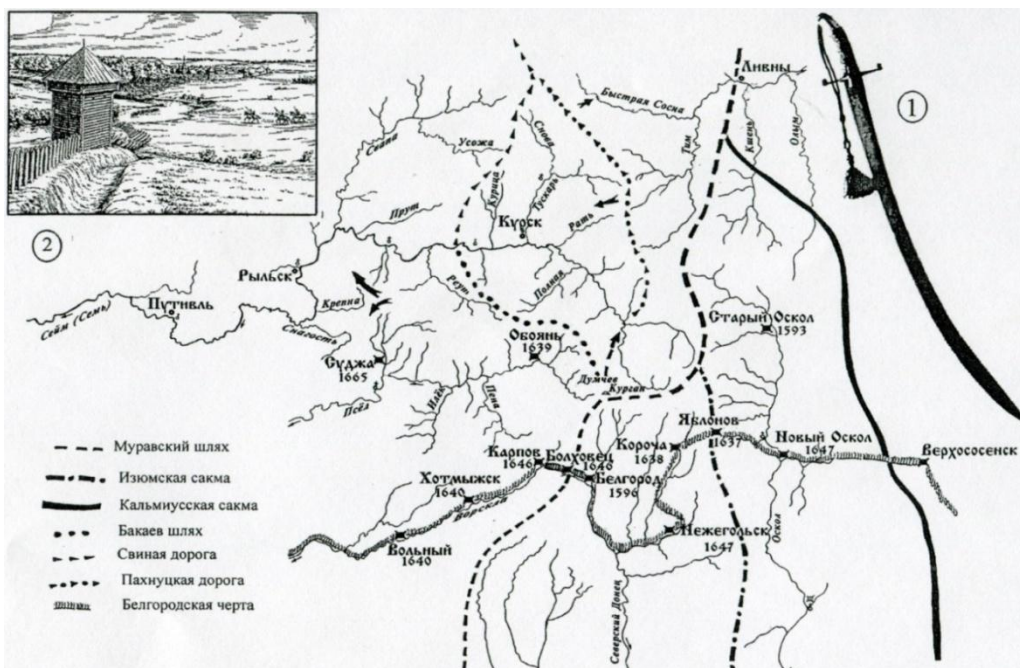 1
2
Ливны
Быстрая Сосна
Тим
Кшень
Олым
Свапа
Усожа
Снова
Курица
Тускарь
Прут
Курск
Рать
Рыльск
Реут
Полная
Путивль
Сейм (Семь)
Крепна
Снагость
Старый Оскол
1593
Обоянь
1639
Суджа
1665
Думчев
Курган
Псёл
Илёк
Пена
Яблонов
1637
Новый Оскол
1647
Короча
1638
Верхососенск
Карпов
1646
Болховец
1646
Белгород
1596
Хотмыжск
1640
Вольный
1640
Нежегольск
1647
Оскол
Северский Донец
Муравский шлях
Изюмская сакма
Кальмиусская сакма
Бакаев шлях
Свиная дорога
Пахнуцкая дорога
Белгородская черта